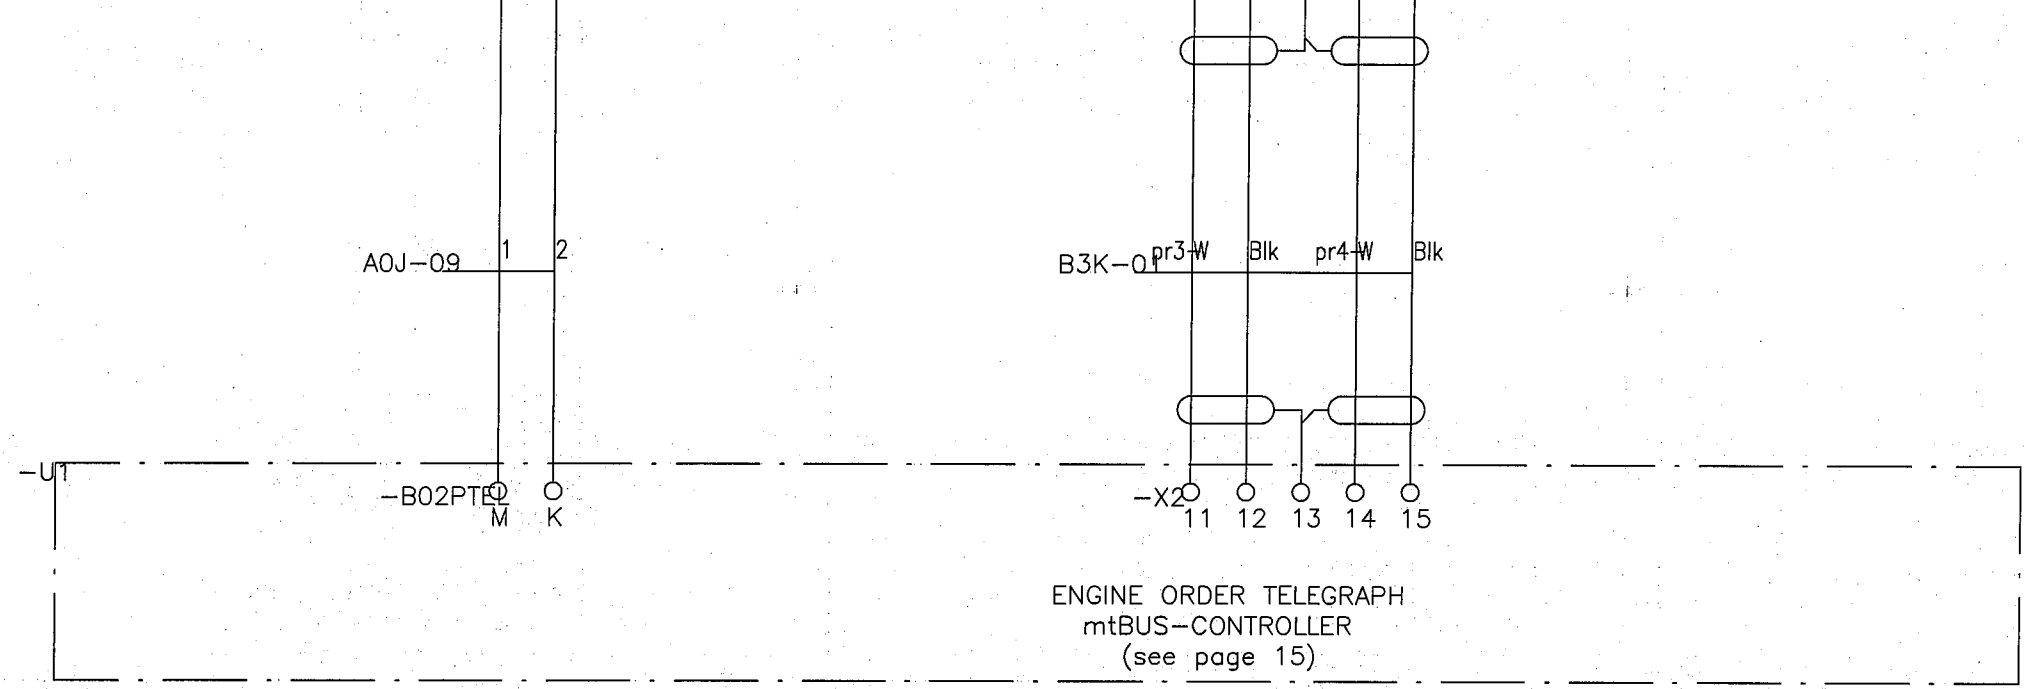 1 2
A0J-09
pr3-W Blk pr4-W Blk
B3K-01
-U1
-B02PTEL
M K
-X2
11 12 13 14 15
ENGINE ORDER TELEGRAPH
mtBUS-CONTROLLER
(see page 15)